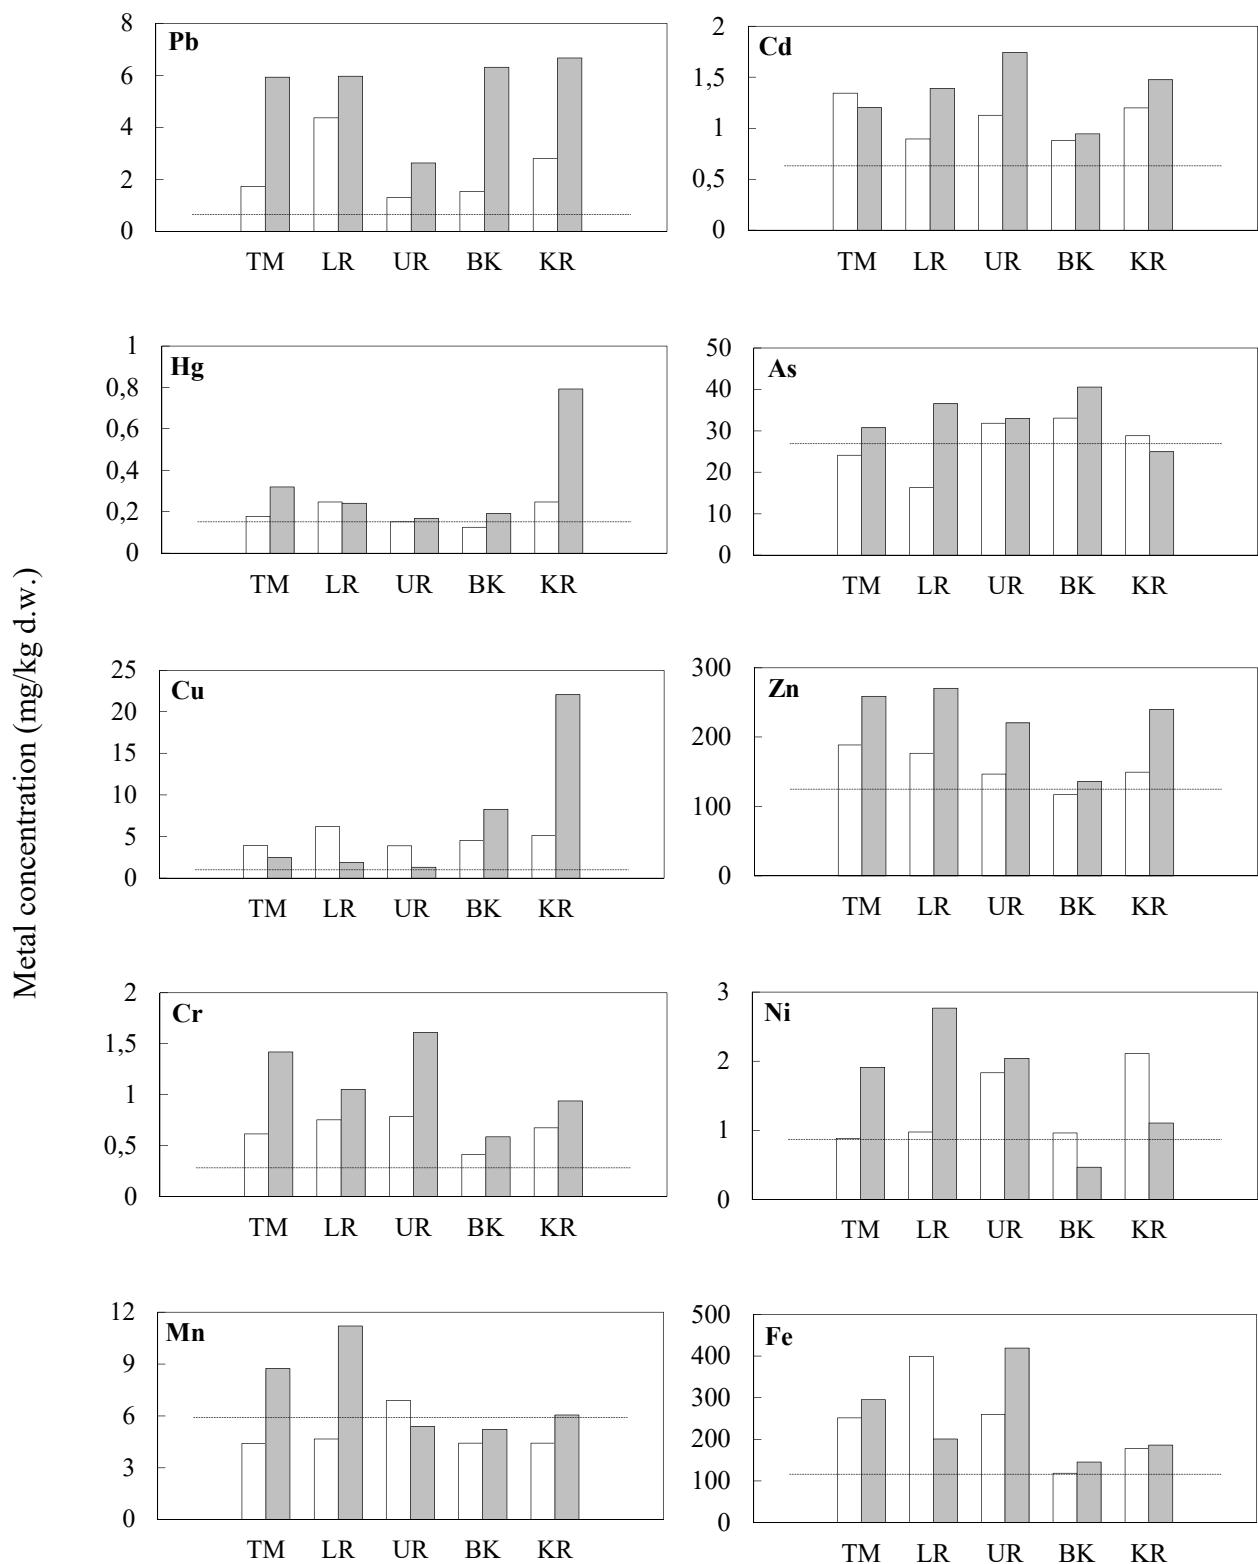 Metal concentration (mg/kg d.w.)
Pb
8
6
4
2
0
TM LR UR BK KR
Cd
2
1,5
1
0,5
0
TM LR UR BK KR
Hg
1
0,8
0,6
0,4
0,2
0
TM LR UR BK KR
As
50
40
30
20
10
0
TM LR UR BK KR
Cu
25
20
15
10
5
0
TM LR UR BK KR
Zn
300
200
100
0
TM LR UR BK KR
Cr
2
1,5
1
0,5
0
TM LR UR BK KR
Ni
3
2
1
0
TM LR UR BK KR
Mn
12
9
6
3
0
TM LR UR BK KR
Fe
500
400
300
200
100
0
TM LR UR BK KR